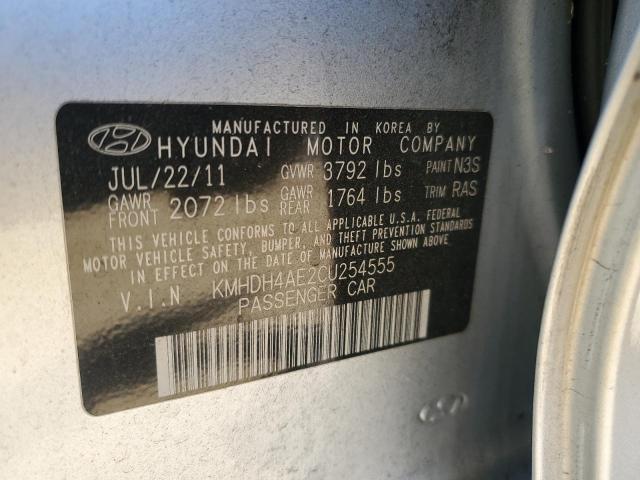 MANUFACTURED IN KOREA BY
HYUNDAI MOTOR COMPANY
JUL/22/11 GVWR 3792 lbs PAINT N3S
GAWR FRONT 2072 lbs GAWR REAR 1764 lbs TRIM RAS
THIS VEHICLE CONFORMS TO ALL APPLICABLE U.S.A. FEDERAL
MOTOR VEHICLE SAFETY, BUMPER, AND THEFT PREVENTION
STANDARDS IN EFFECT ON THE DATE OF MANUFACTURE SHOWN ABOVE.
V.I.N KMHDH4AE2CU254555
PASSENGER CAR